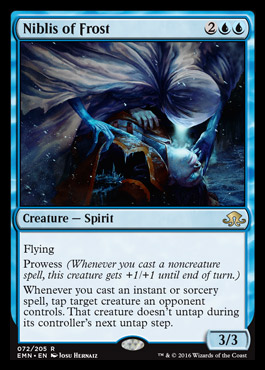 Niblis of Frost 2
Creature — Spirit
Flying
Prowess (Whenever you cast a noncreature
spell, this creature gets +1/+1 until end of turn.)
Whenever you cast an instant or sorcery
spell, tap target creature an opponent
controls. That creature doesn't untap during
its controller's next untap step.
3/3
072/205 R
EMN • EN Josu Hernaiz
™ & © 2016 Wizards of the Coast